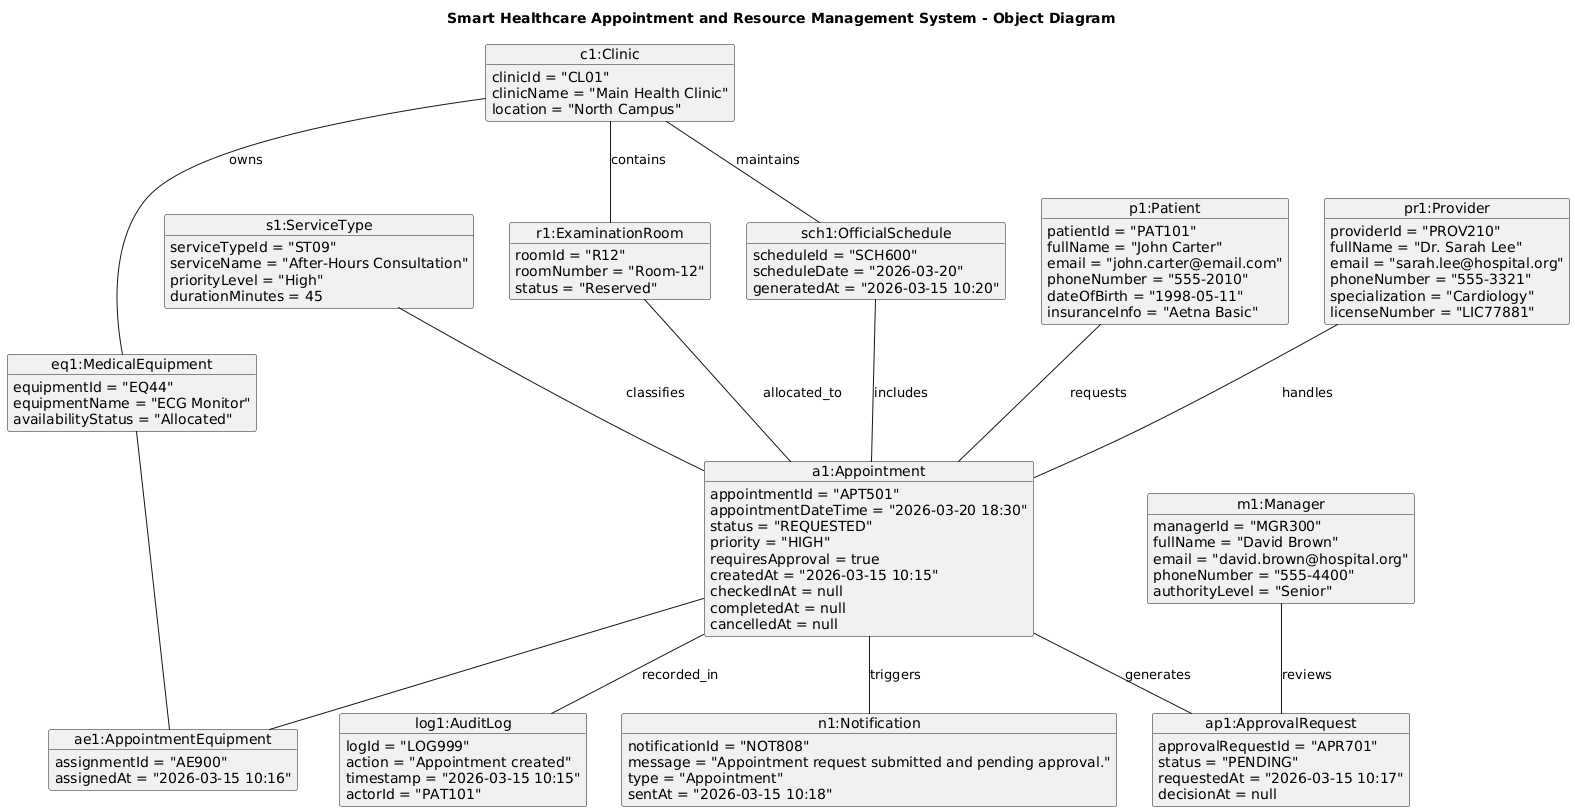 Smart Healthcare Appointment and Resource Management System - Object Diagram
c1:Clinic
clinicId = "CL01"
clinicName = "Main Health Clinic"
location = "North Campus"
owns
contains
maintains
s1:ServiceType
serviceTypeId = "ST09"
serviceName = "After-Hours Consultation"
priorityLevel = "High"
durationMinutes = 45
r1:ExaminationRoom
roomId = "R12"
roomNumber = "Room-12"
status = "Reserved"
sch1:OfficialSchedule
scheduleId = "SCH600"
scheduleDate = "2026-03-20"
generatedAt = "2026-03-15 10:20"
p1:Patient
patientId = "PAT101"
fullName = "John Carter"
email = "john.carter@email.com"
phoneNumber = "555-2010"
dateOfBirth = "1998-05-11"
insuranceInfo = "Aetna Basic"
pr1:Provider
providerId = "PROV210"
fullName = "Dr. Sarah Lee"
email = "sarah.lee@hospital.org"
phoneNumber = "555-3321"
specialization = "Cardiology"
licenseNumber = "LIC77881"
eq1:MedicalEquipment
equipmentId = "EQ44"
equipmentName = "ECG Monitor"
availabilityStatus = "Allocated"
classifies
allocated_to
includes
requests
handles
a1:Appointment
appointmentId = "APT501"
appointmentDateTime = "2026-03-20 18:30"
status = "REQUESTED"
priority = "HIGH"
requiresApproval = true
createdAt = "2026-03-15 10:15"
checkedInAt = null
completedAt = null
cancelledAt = null
m1:Manager
managerId = "MGR300"
fullName = "David Brown"
email = "david.brown@hospital.org"
phoneNumber = "555-4400"
authorityLevel = "Senior"
recorded_in
triggers
generates
reviews
ae1:AppointmentEquipment
assignmentId = "AE900"
assignedAt = "2026-03-15 10:16"
log1:AuditLog
logId = "LOG999"
action = "Appointment created"
timestamp = "2026-03-15 10:15"
actorId = "PAT101"
n1:Notification
notificationId = "NOT808"
message = "Appointment request submitted and pending approval."
type = "Appointment"
sentAt = "2026-03-15 10:18"
ap1:ApprovalRequest
approvalRequestId = "APR701"
status = "PENDING"
requestedAt = "2026-03-15 10:17"
decisionAt = null